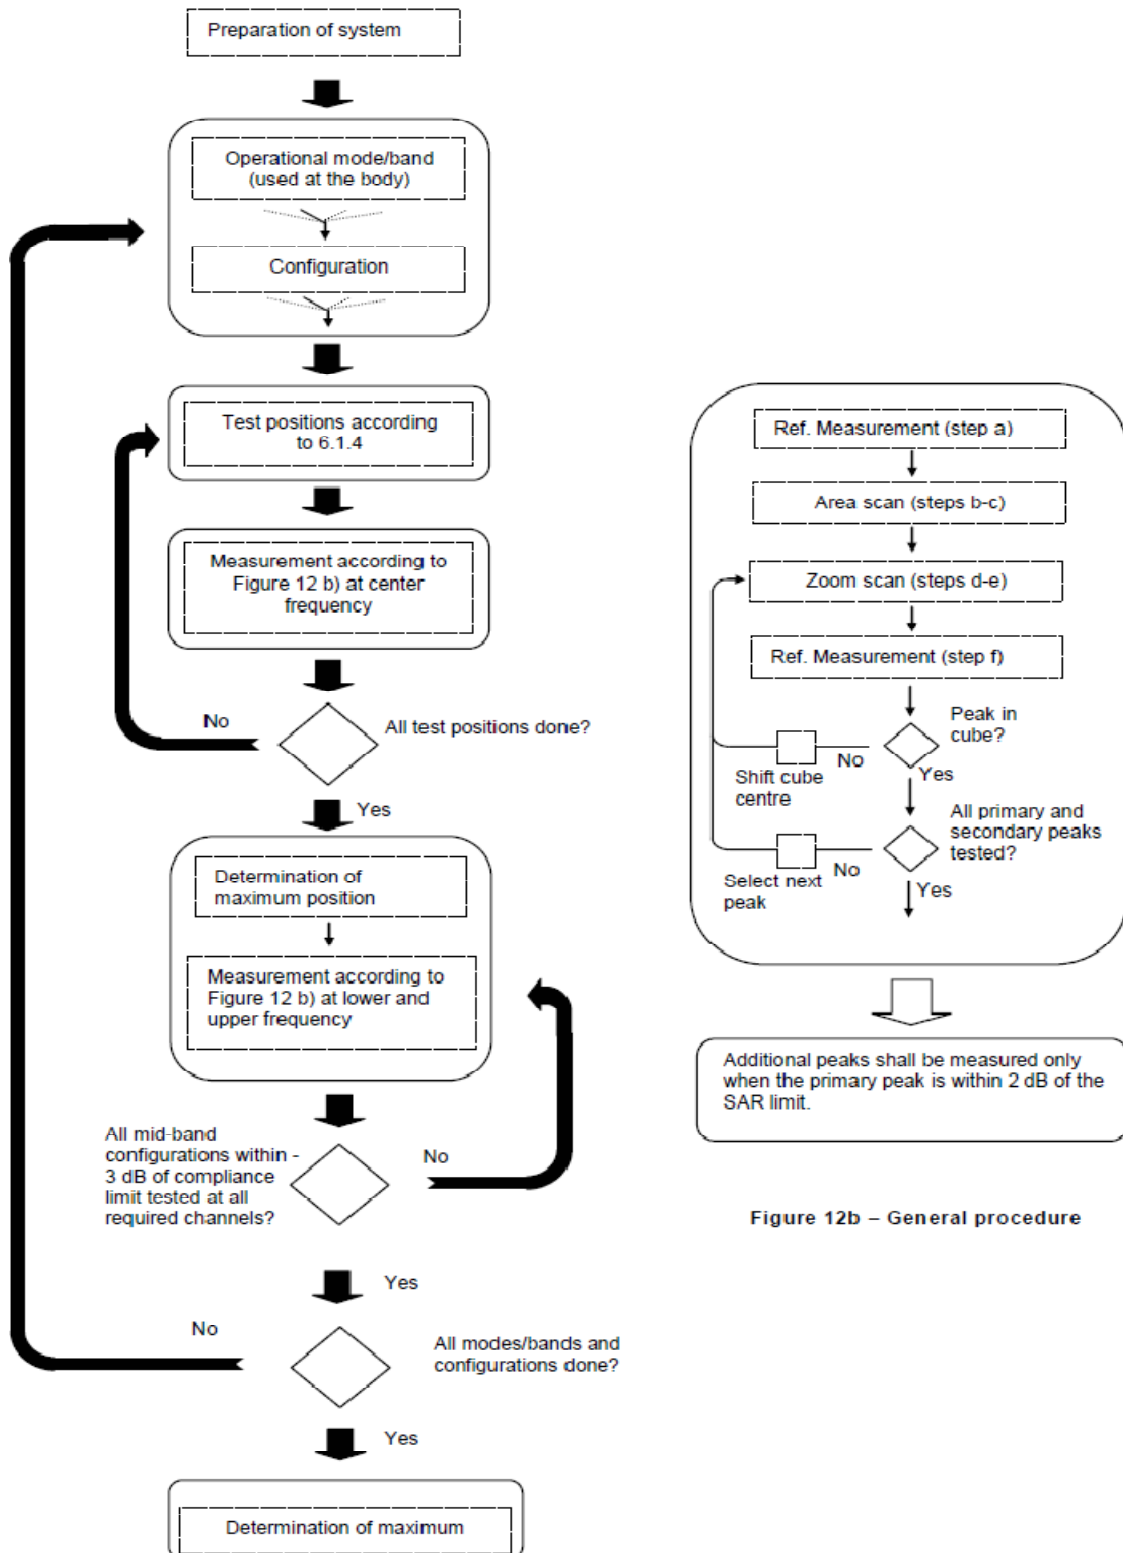 Preparation of system
Operational mode/band
(used at the body)
Configuration
Test positions according
to 6.1.4
Measurement according to
Figure 12 b) at center
frequency
No
All test positions done?
Yes
Determination of
maximum position
Measurement according to
Figure 12 b) at lower and
upper frequency
All mid-band
configurations within -
3 dB of compliance
limit tested at all
required channels?
No
Yes
No
All modes/bands and
configurations done?
Yes
Determination of maximum
Ref. Measurement (step a)
Area scan (steps b-c)
Zoom scan (steps d-e)
Ref. Measurement (step f)
Peak in
cube?
No
Shift cube
centre
Yes
All primary and
secondary peaks
tested?
No
Select next
peak
Yes
Additional peaks shall be measured only
when the primary peak is within 2 dB of the
SAR limit.
Figure 12b – General procedure